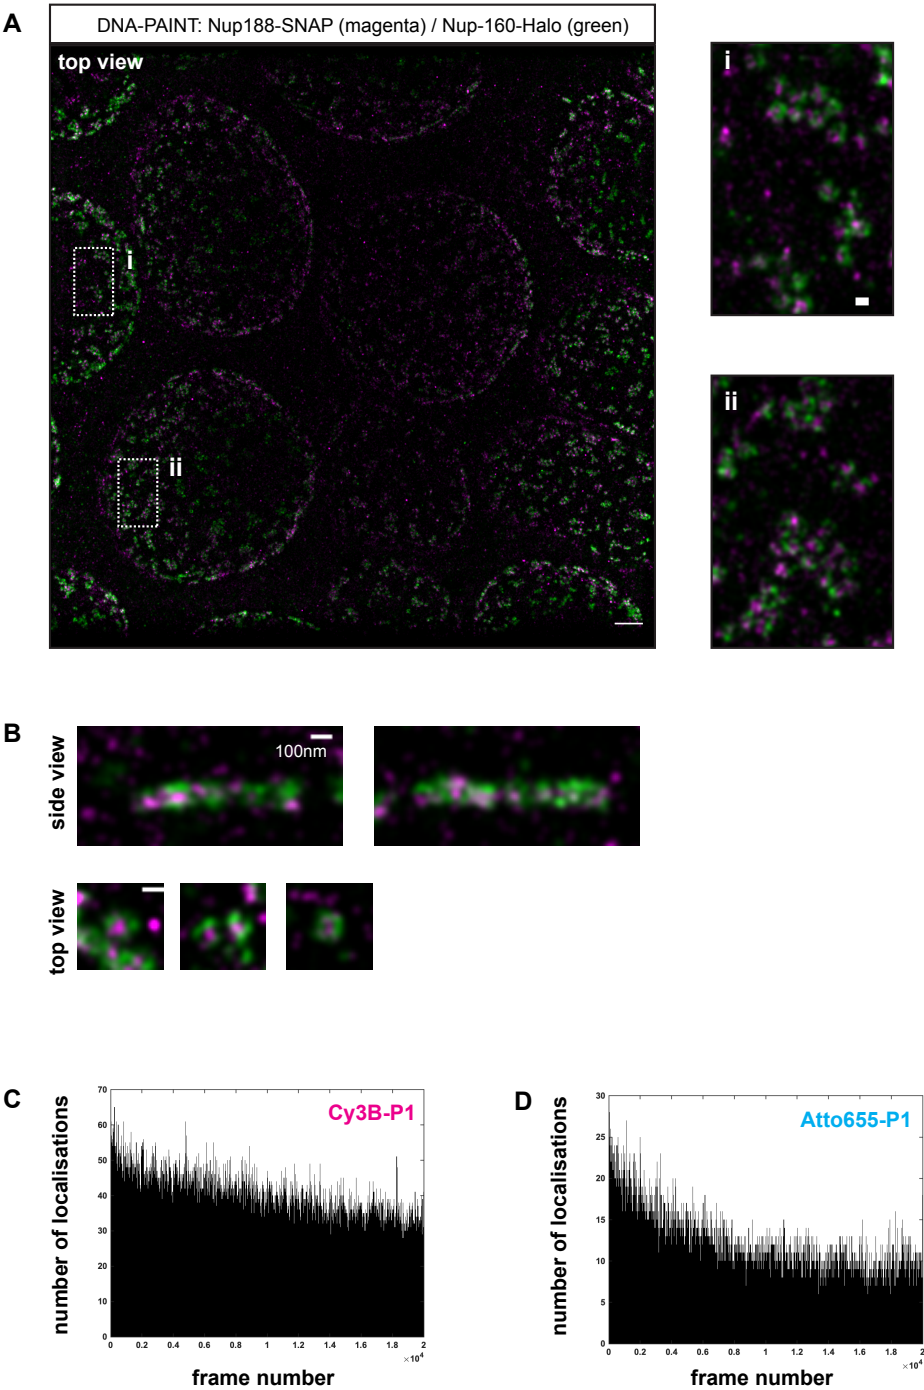 A
DNA-PAINT: Nup188-SNAP (magenta) / Nup-160-Halo (green)
top view
i
ii
i
ii
B
side view
100nm
top view
C
Cy3B-P1
number of localisations
70
60
50
40
30
20
10
0
0 0.2 0.4 0.6 0.8 1 1.2 1.4 1.6 1.8 2
×10⁴
frame number
D
Atto655-P1
number of localisations
30
25
20
15
10
5
0
0 0.2 0.4 0.6 0.8 1 1.2 1.4 1.6 1.8 2
×10⁴
frame number